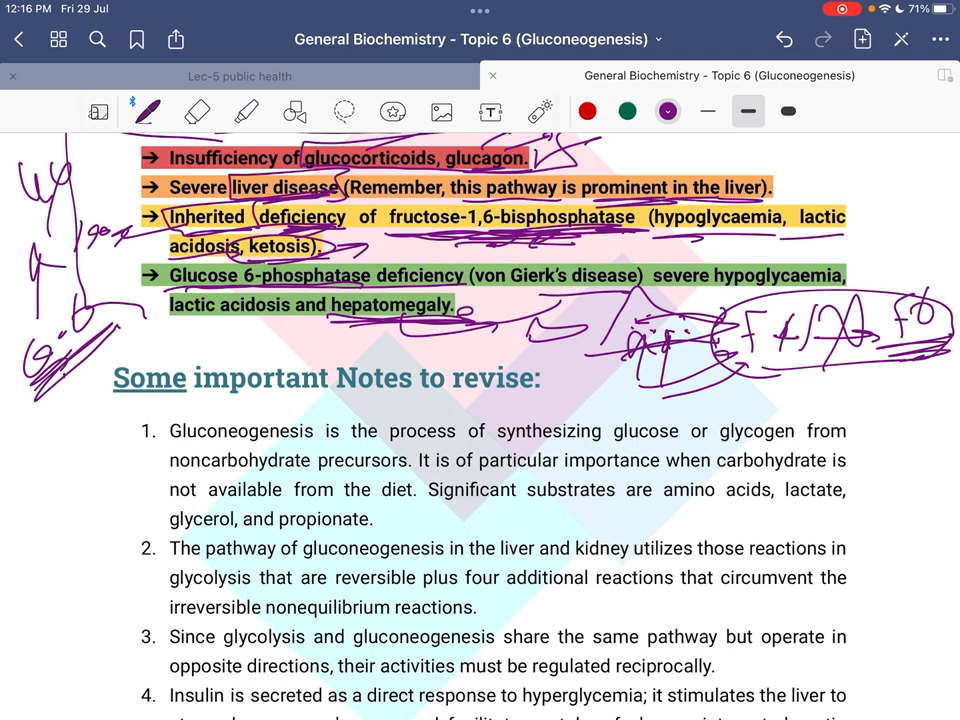 12:16 PM Fri 29 Jul
71%
General Biochemistry - Topic 6 (Gluconeogenesis)
Lec-5 public health
General Biochemistry - Topic 6 (Gluconeogenesis)
→ Insufficiency of glucocorticoids, glucagon.
→ Severe liver disease (Remember, this pathway is prominent in the liver).
→ Inherited deficiency of fructose-1,6-bisphosphatase (hypoglycaemia, lactic
acidosis, ketosis).
→ Glucose 6-phosphatase deficiency (von Gierk's disease) severe hypoglycaemia,
lactic acidosis and hepatomegaly.
Some important Notes to revise:
1. Gluconeogenesis is the process of synthesizing glucose or glycogen from
noncarbohydrate precursors. It is of particular importance when carbohydrate is
not available from the diet. Significant substrates are amino acids, lactate,
glycerol, and propionate.
2. The pathway of gluconeogenesis in the liver and kidney utilizes those reactions in
glycolysis that are reversible plus four additional reactions that circumvent the
irreversible nonequilibrium reactions.
3. Since glycolysis and gluconeogenesis share the same pathway but operate in
opposite directions, their activities must be regulated reciprocally.
4. Insulin is secreted as a direct response to hyperglycemia; it stimulates the liver to